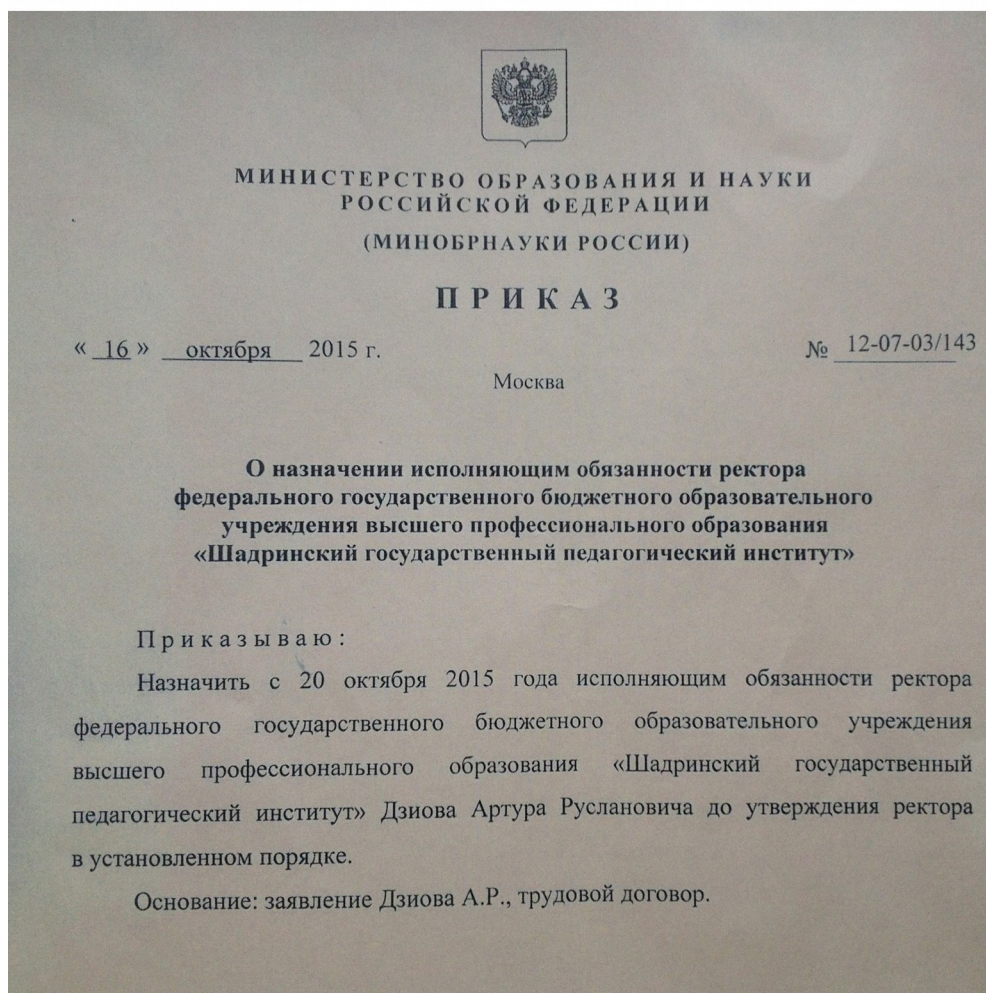 МИНИСТЕРСТВО ОБРАЗОВАНИЯ И НАУКИ
РОССИЙСКОЙ ФЕДЕРАЦИИ
(МИНОБРНАУКИ РОССИИ)
ПРИКАЗ
« 16 » октября 2015 г. № 12-07-03/143
Москва
О назначении исполняющим обязанности ректора
федерального государственного бюджетного образовательного
учреждения высшего профессионального образования
«Шадринский государственный педагогический институт»
Приказываю:
Назначить с 20 октября 2015 года исполняющим обязанности ректора
федерального государственного бюджетного образовательного учреждения
высшего профессионального образования «Шадринский государственный
педагогический институт» Дзиова Артура Руслановича до утверждения ректора
в установленном порядке.
Основание: заявление Дзиова А.Р., трудовой договор.